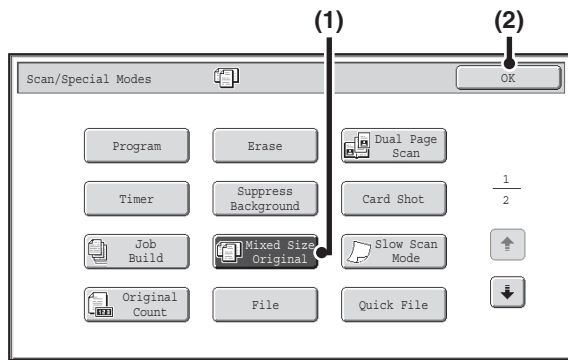 (1) (2)
Scan/Special Modes OK
Program Erase Dual Page
Scan
Timer Suppress
Background Card Shot
1
2
Job
Build Mixed Size
Original Slow Scan
Mode
Original
Count File Quick File
123